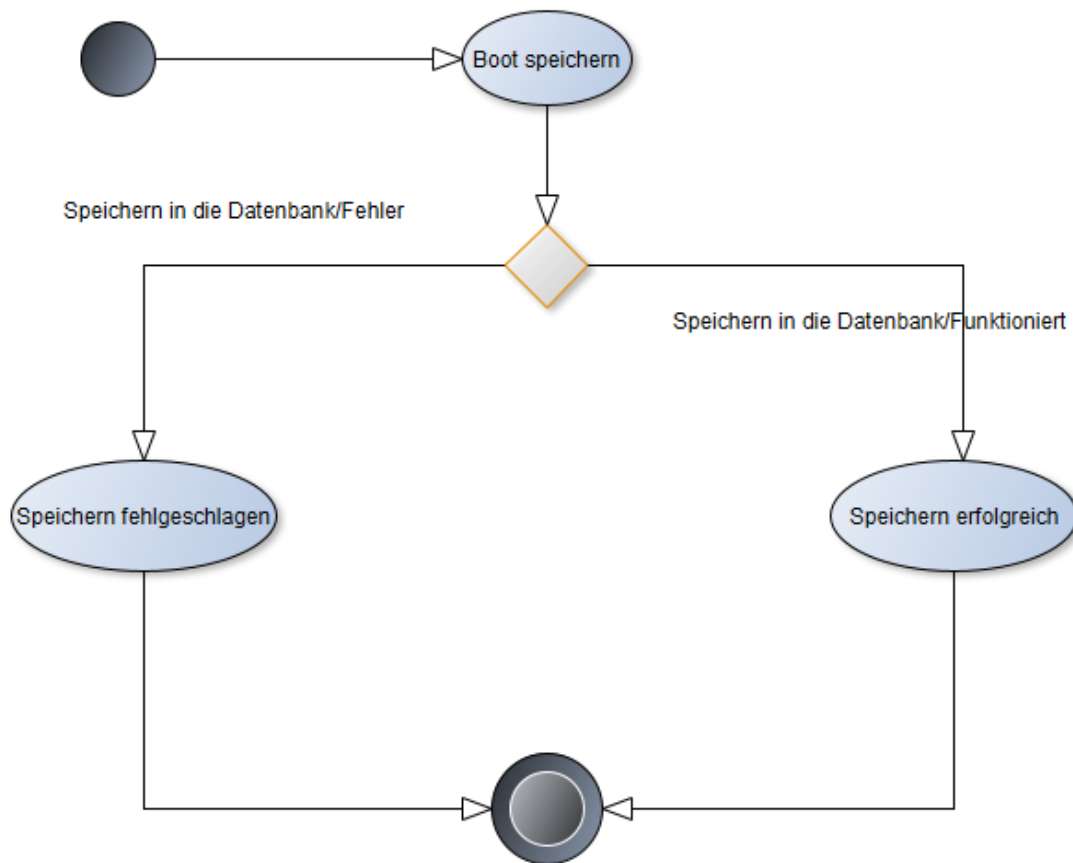 Boot speichern
Speichern in die Datenbank/Fehler
Speichern in die Datenbank/Funktioniert
Speichern fehlgeschlagen
Speichern erfolgreich